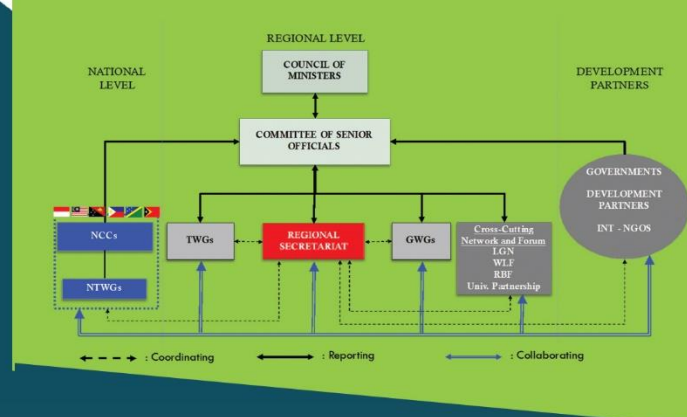 REGIONAL LEVEL
NATIONAL
LEVEL
DEVELOPMENT
PARTNERS
COUNCIL OF
MINISTERS
COMMITTEE OF SENIOR
OFFICIALS
GOVERNMENTS
DEVELOPMENT
PARTNERS
INT - NGOS
NCCs
NTWGs
TWGs
REGIONAL
SECRETARIAT
GWGs
Cross-Cutting
Network and Forum
LGN
WLF
RBF
Univ. Partnership
: Coordinating
: Reporting
: Collaborating